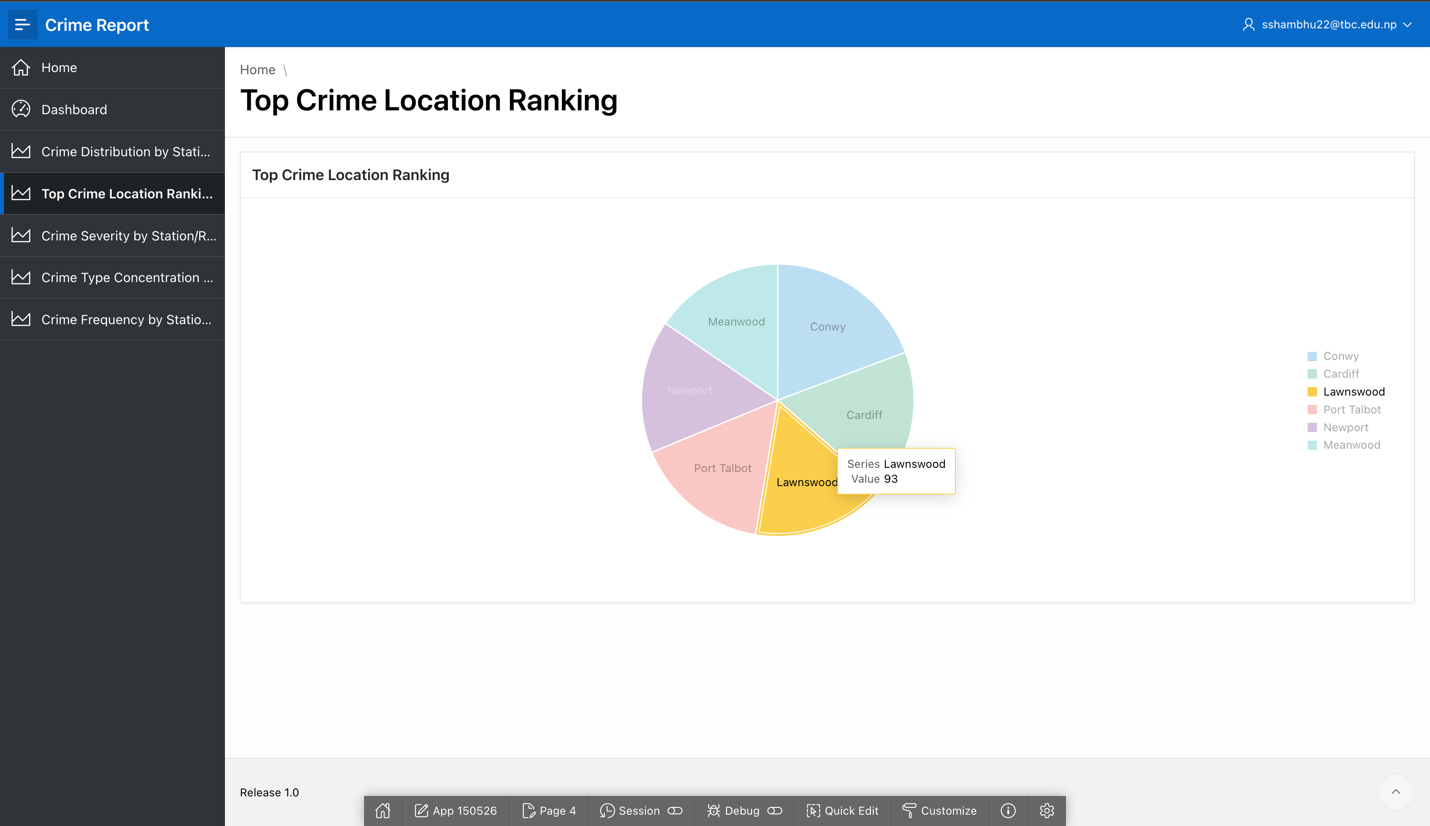 Crime Report
sshambhu22@tbc.edu.np
Home
Dashboard
Crime Distribution by Stati...
Top Crime Location Ranki...
Crime Severity by Station/R...
Crime Type Concentration ...
Crime Frequency by Statio...
Home \
Top Crime Location Ranking
Top Crime Location Ranking
Meanwood
Conwy
Newport
Cardiff
Port Talbot
Lawnswood
Series Lawnswood
Value 93
Conwy
Cardiff
Lawnswood
Port Talbot
Newport
Meanwood
Release 1.0
App 150526
Page 4
Session
Debug
Quick Edit
Customize